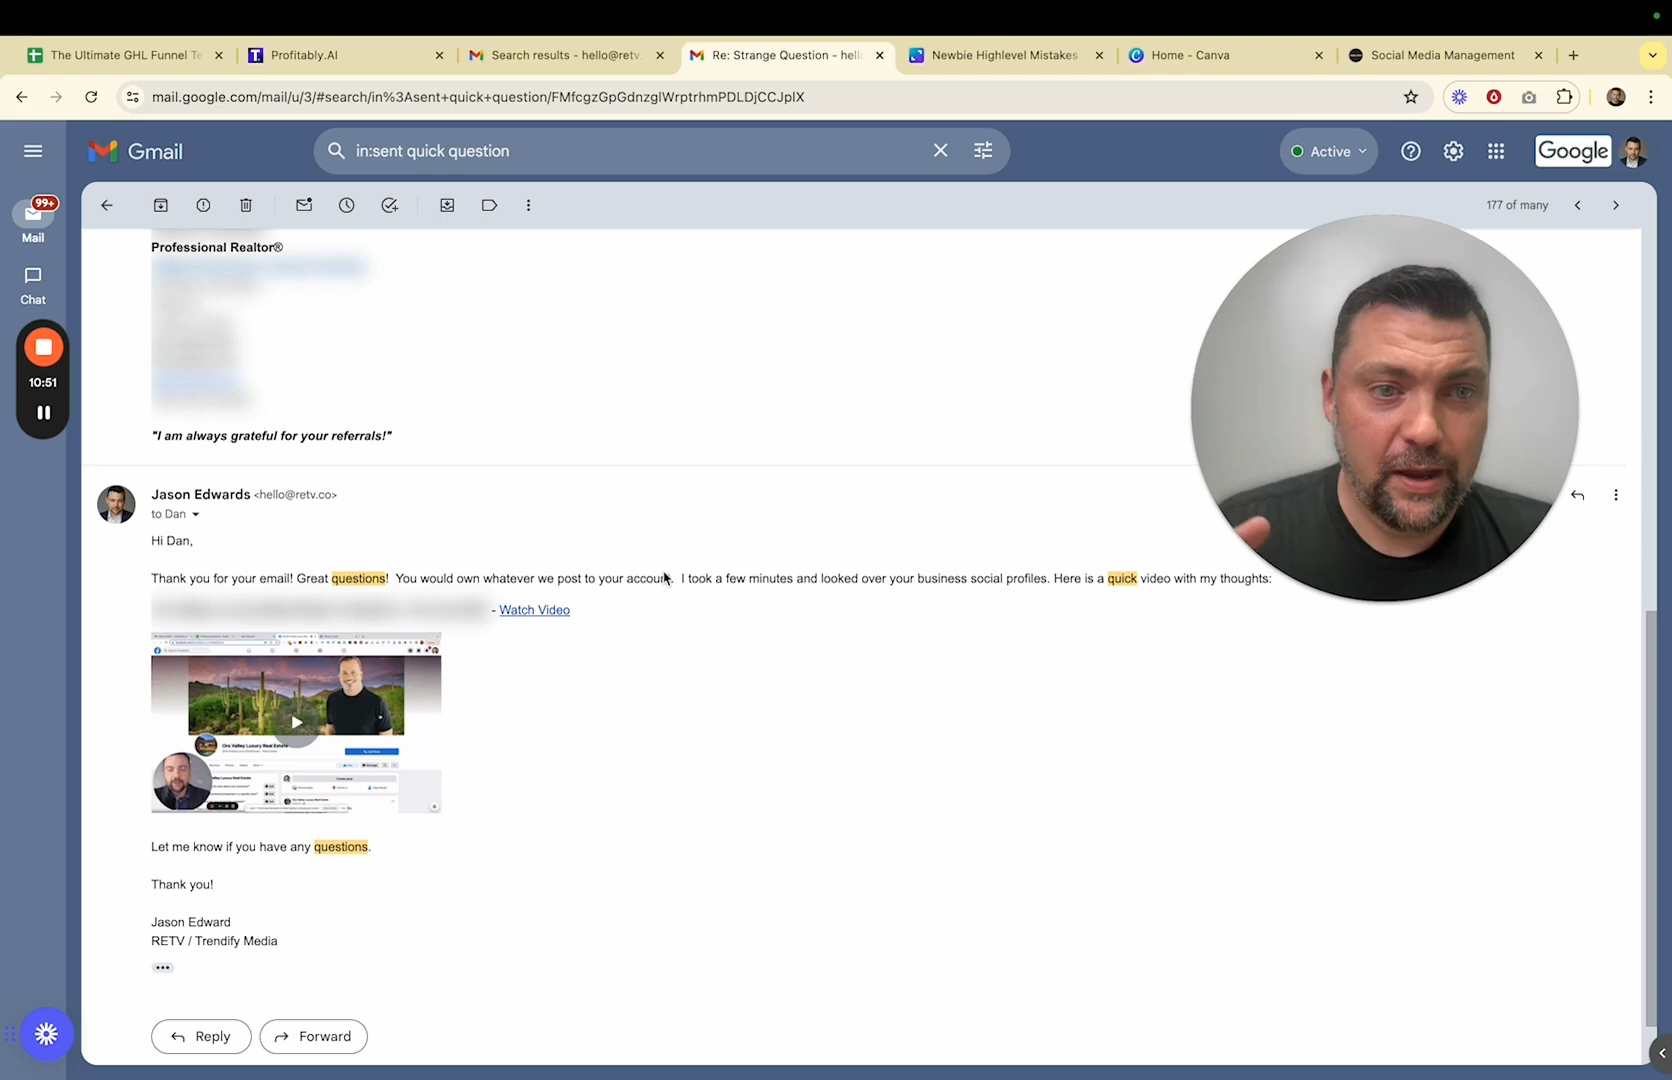 The Ultimate GHL Funnel Te
Profitably.AI
Search results - hello@retv.
Re: Strange Question - hell
Newbie Highlevel Mistakes
Home - Canva
Social Media Management
mail.google.com/mail/u/3/#search/in%3Asent+quick+question/FMfcgzGpGdnzglWrptrhmPDLDjCCJplX
Gmail
in:sent quick question
Active
Google
99+
Mail
Chat
10:51
177 of many
Professional Realtor®
"I am always grateful for your referrals!"
Jason Edwards <hello@retv.co>
to Dan
Hi Dan,
Thank you for your email! Great questions! You would own whatever we post to your account. I took a few minutes and looked over your business social profiles. Here is a quick video with my thoughts:
- Watch Video
Oro Valley Luxury Real Estate
Let me know if you have any questions.
Thank you!
Jason Edward
RETV / Trendify Media
Reply
Forward